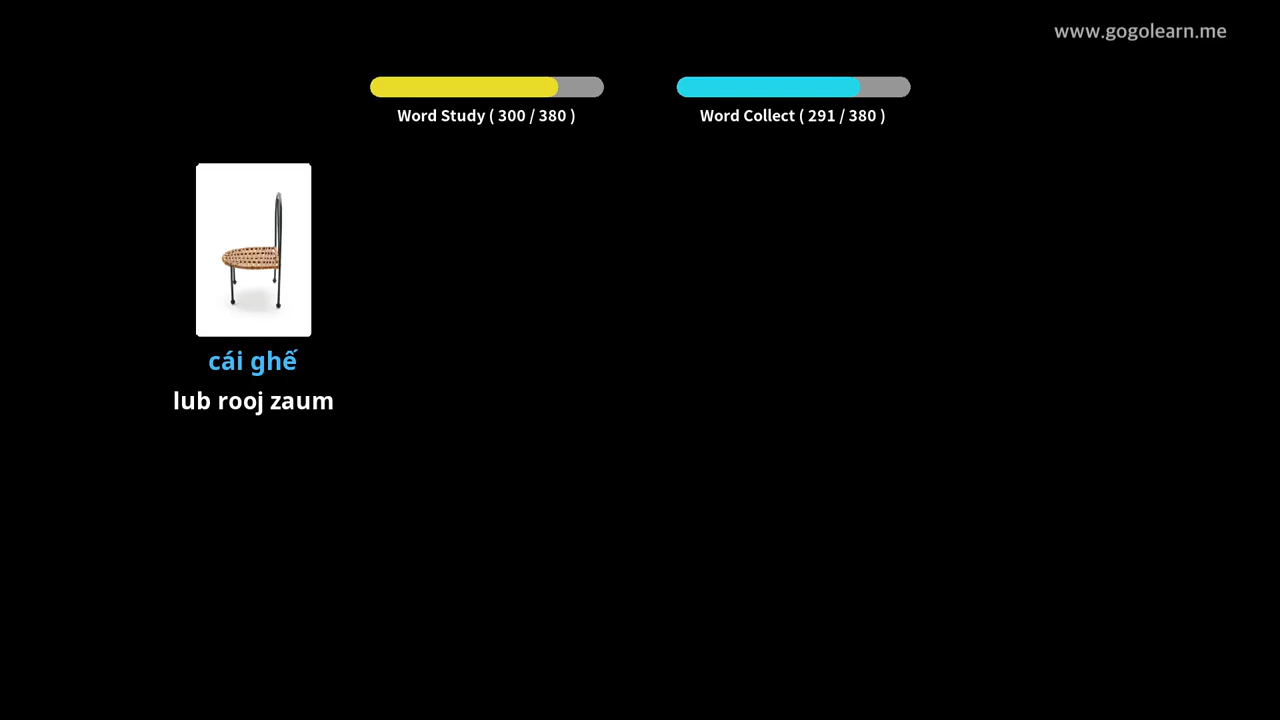 www.gogolearn.me
Word Study ( 300 / 380 )
Word Collect ( 291 / 380 )
cái ghế
lub rooj zaum